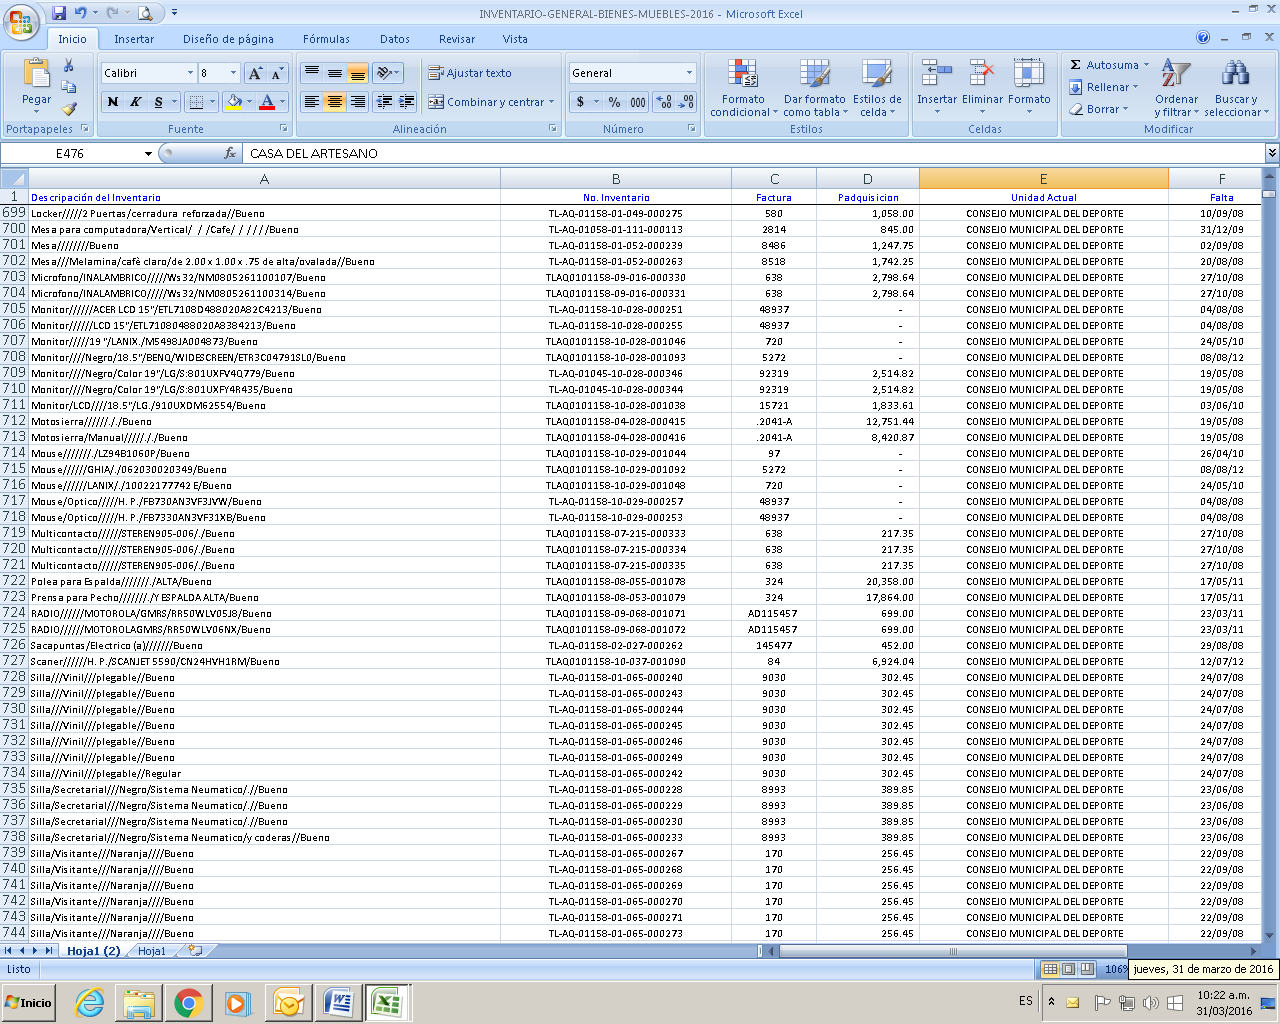 INVENTARIO-GENERAL-BIENES-MUEBLES-2016 - Microsoft Excel
Inicio Insertar Diseño de página Fórmulas Datos Revisar Vista
Pegar Calibri 8 Ajustar texto General Formato condicional Dar formato como tabla Estilos de celda Insertar Eliminar Formato Autosuma Rellenar Borrar Ordenar y filtrar Buscar y seleccionar
N K S Combinar y centrar $ % 000
Portapapeles Fuente Alineación Número Estilos Celdas Modificar
E476 fx CASA DEL ARTESANO
A B C D E F
1 Descripación del Inventario No. Inventario Factura Padquisicion Unidad Actual Falta
699 Locker/////2 Puertas/cerradura reforzada//Bueno TL-AQ-01158-01-049-000275 580 1,058.00 CONSEJO MUNICIPAL DEL DEPORTE 10/09/08
700 Mesa para computadora/Vertical/ / /Cafe/ / / / / /Bueno TL-AQ-01058-01-111-000113 2814 845.00 CONSEJO MUNICIPAL DEL DEPORTE 31/12/09
701 Mesa////////Bueno TL-AQ-01158-01-052-000239 8486 1,247.75 CONSEJO MUNICIPAL DEL DEPORTE 02/09/08
702 Mesa///Melamina/cafè claro/de 2.00 x 1.00 x .75 de alta/ovalada//Bueno TL-AQ-01158-01-052-000263 8518 1,742.25 CONSEJO MUNICIPAL DEL DEPORTE 20/08/08
703 Microfono/INALAMBRICO/////Ws32/NM0805261100107/Bueno TLAQ0101158-09-016-000330 638 2,798.64 CONSEJO MUNICIPAL DEL DEPORTE 27/10/08
704 Microfono/INALAMBRICO/////Ws32/NM0805261100314/Bueno TLAQ0101158-09-016-000331 638 2,798.64 CONSEJO MUNICIPAL DEL DEPORTE 27/10/08
705 Monitor//////ACER LCD 15"/ETL7108D488020A82C4213/Bueno TLAQ0101158-10-028-000251 48937 - CONSEJO MUNICIPAL DEL DEPORTE 04/08/08
706 Monitor//////LCD 15"/ETL71080488020A8384213/Bueno TLAQ0101158-10-028-000255 48937 - CONSEJO MUNICIPAL DEL DEPORTE 04/08/08
707 Monitor/////19 "/LANIX./M5498JA004873/Bueno TLAQ0101158-10-028-001046 720 - CONSEJO MUNICIPAL DEL DEPORTE 24/05/10
708 Monitor////Negro/18.5"/BENQ/WIDESCREEN/ETR3C04791SL0/Bueno TLAQ0101158-10-028-001093 5272 - CONSEJO MUNICIPAL DEL DEPORTE 08/08/12
709 Monitor////Negro/Color 19"/LG/S:801UXFV4Q779/Bueno TL-AQ-01045-10-028-000346 92319 2,514.82 CONSEJO MUNICIPAL DEL DEPORTE 19/05/08
710 Monitor////Negro/Color 19"/LG/S:801UXFY4R435/Bueno TL-AQ-01045-10-028-000344 92319 2,514.82 CONSEJO MUNICIPAL DEL DEPORTE 19/05/08
711 Monitor/LCD////18.5"/LG./910UXDM62554/Bueno TLAQ0101158-10-028-001038 15721 1,833.61 CONSEJO MUNICIPAL DEL DEPORTE 03/06/10
712 Motosierra//////././Bueno TLAQ0101158-04-028-000415 .2041-A 12,751.44 CONSEJO MUNICIPAL DEL DEPORTE 19/05/08
713 Motosierra/Manual/////././Bueno TLAQ0101158-04-028-000416 .2041-A 8,420.87 CONSEJO MUNICIPAL DEL DEPORTE 19/05/08
714 Mouse///////./LZ94B1060P/Bueno TLAQ0101158-10-029-001044 97 - CONSEJO MUNICIPAL DEL DEPORTE 26/04/10
715 Mouse//////GHIA/./062030020349/Bueno TLAQ0101158-10-029-001092 5272 - CONSEJO MUNICIPAL DEL DEPORTE 08/08/12
716 Mouse//////LANIX/./10022177742 E/Bueno TLAQ0101158-10-029-001048 720 - CONSEJO MUNICIPAL DEL DEPORTE 24/05/10
717 Mouse/Optico/////H. P./FB730AN3VF3JVW/Bueno TL-AQ-01158-10-029-000257 48937 - CONSEJO MUNICIPAL DEL DEPORTE 04/08/08
718 Mouse/Optico/////H. P./FB7330AN3VF31XB/Bueno TL-AQ-01158-10-029-000253 48937 - CONSEJO MUNICIPAL DEL DEPORTE 04/08/08
719 Multicontacto//////STEREN905-006/./Bueno TLAQ0101158-07-215-000333 638 217.35 CONSEJO MUNICIPAL DEL DEPORTE 27/10/08
720 Multicontacto//////STEREN905-006/./Bueno TLAQ0101158-07-215-000334 638 217.35 CONSEJO MUNICIPAL DEL DEPORTE 27/10/08
721 Multicontacto//////STEREN905-006/./Bueno TLAQ0101158-07-215-000335 638 217.35 CONSEJO MUNICIPAL DEL DEPORTE 27/10/08
722 Polea para Espalda///////./ALTA/Bueno TLAQ0101158-08-055-001078 324 20,358.00 CONSEJO MUNICIPAL DEL DEPORTE 17/05/11
723 Prensa para Pecho///////./Y ESPALDA ALTA/Bueno TLAQ0101158-08-053-001079 324 17,864.00 CONSEJO MUNICIPAL DEL DEPORTE 17/05/11
724 RADIO//////MOTOROLA/GMRS/RR50WLV05J8/Bueno TLAQ0101158-09-068-001071 AD115457 699.00 CONSEJO MUNICIPAL DEL DEPORTE 23/03/11
725 RADIO//////MOTOROLAGMRS/RR50WLV06NX/Bueno TLAQ0101158-09-068-001072 AD115457 699.00 CONSEJO MUNICIPAL DEL DEPORTE 23/03/11
726 Sacapuntas/Electrico (a)///////Bueno TL-AQ-01158-02-027-000262 145477 452.00 CONSEJO MUNICIPAL DEL DEPORTE 29/08/08
727 Scaner//////H. P./SCANJET 5590/CN24HVH1RM/Bueno TLAQ0101158-10-037-001090 84 6,924.04 CONSEJO MUNICIPAL DEL DEPORTE 12/07/12
728 Silla///Vinil///plegable//Bueno TL-AQ-01158-01-065-000240 9030 302.45 CONSEJO MUNICIPAL DEL DEPORTE 24/07/08
729 Silla///Vinil///plegable//Bueno TL-AQ-01158-01-065-000243 9030 302.45 CONSEJO MUNICIPAL DEL DEPORTE 24/07/08
730 Silla///Vinil///plegable//Bueno TL-AQ-01158-01-065-000244 9030 302.45 CONSEJO MUNICIPAL DEL DEPORTE 24/07/08
731 Silla///Vinil///plegable//Bueno TL-AQ-01158-01-065-000245 9030 302.45 CONSEJO MUNICIPAL DEL DEPORTE 24/07/08
732 Silla///Vinil///plegable//Bueno TL-AQ-01158-01-065-000246 9030 302.45 CONSEJO MUNICIPAL DEL DEPORTE 24/07/08
733 Silla///Vinil///plegable//Bueno TL-AQ-01158-01-065-000249 9030 302.45 CONSEJO MUNICIPAL DEL DEPORTE 24/07/08
734 Silla///Vinil///plegable//Regular TL-AQ-01158-01-065-000242 9030 302.45 CONSEJO MUNICIPAL DEL DEPORTE 24/07/08
735 Silla/Secretarial///Negro/Sistema Neumatico/.//Bueno TL-AQ-01158-01-065-000228 8993 389.85 CONSEJO MUNICIPAL DEL DEPORTE 23/06/08
736 Silla/Secretarial///Negro/Sistema Neumatico/.//Bueno TL-AQ-01158-01-065-000229 8993 389.85 CONSEJO MUNICIPAL DEL DEPORTE 23/06/08
737 Silla/Secretarial///Negro/Sistema Neumatico/.//Bueno TL-AQ-01158-01-065-000230 8993 389.85 CONSEJO MUNICIPAL DEL DEPORTE 23/06/08
738 Silla/Secretarial///Negro/Sistema Neumatico/y coderas//Bueno TL-AQ-01158-01-065-000233 8993 389.85 CONSEJO MUNICIPAL DEL DEPORTE 23/06/08
739 Silla/Visitante///Naranja////Bueno TL-AQ-01158-01-065-000267 170 256.45 CONSEJO MUNICIPAL DEL DEPORTE 22/09/08
740 Silla/Visitante///Naranja////Bueno TL-AQ-01158-01-065-000268 170 256.45 CONSEJO MUNICIPAL DEL DEPORTE 22/09/08
741 Silla/Visitante///Naranja////Bueno TL-AQ-01158-01-065-000269 170 256.45 CONSEJO MUNICIPAL DEL DEPORTE 22/09/08
742 Silla/Visitante///Naranja////Bueno TL-AQ-01158-01-065-000270 170 256.45 CONSEJO MUNICIPAL DEL DEPORTE 22/09/08
743 Silla/Visitante///Naranja////Bueno TL-AQ-01158-01-065-000271 170 256.45 CONSEJO MUNICIPAL DEL DEPORTE 22/09/08
744 Silla/Visitante///Naranja////Bueno TL-AQ-01158-01-065-000273 170 256.45 CONSEJO MUNICIPAL DEL DEPORTE 22/09/08
Hoja1 (2) Hoja1
Listo 106% jueves, 31 de marzo de 2016
Inicio ES 10:22 a.m.
31/03/2016